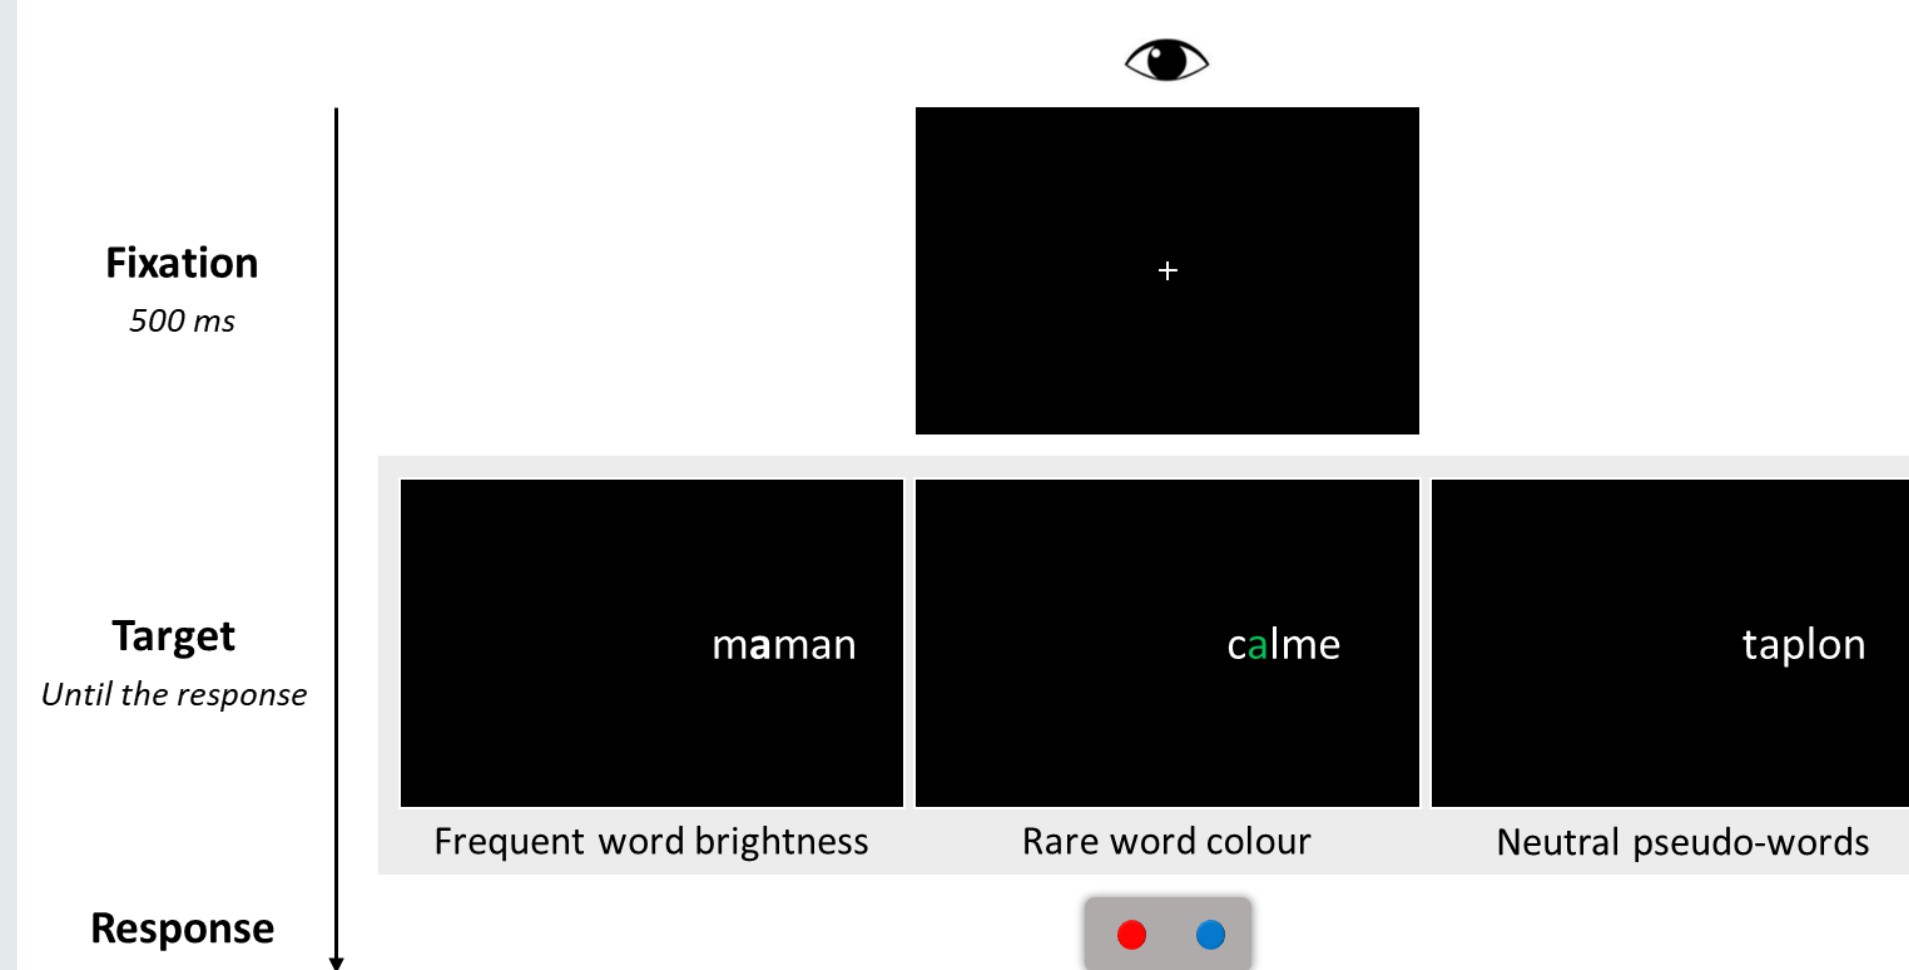 Fixation
500 ms
+
Target
Until the response
maman
calme
taplon
Frequent word brightness
Rare word colour
Neutral pseudo-words
Response